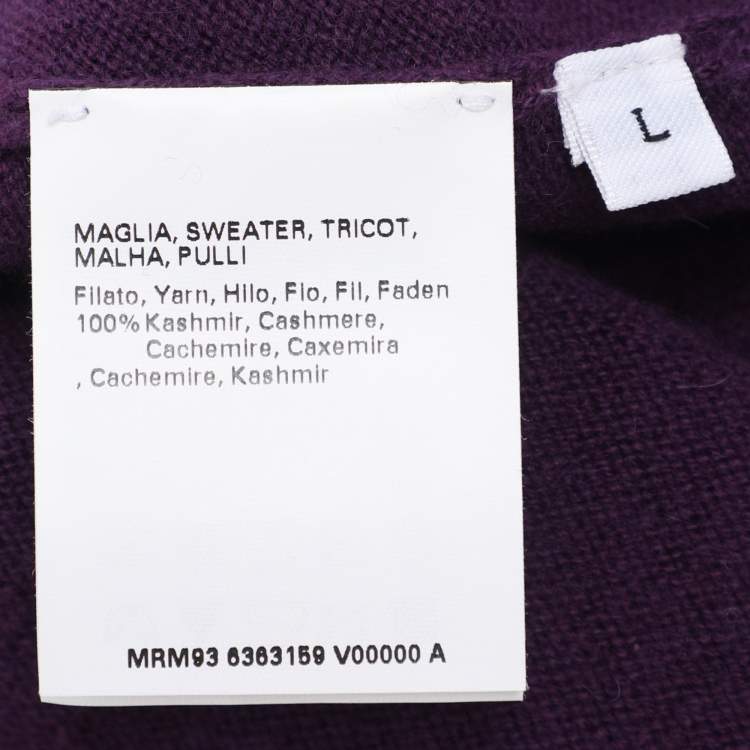 L
MAGLIA, SWEATER, TRICOT,
MALHA, PULLI
Filato, Yarn, Hilo, Fio, Fil, Faden
100% Kashmir, Cashmere,
Cachemire, Caxemira
, Cachemire, Kashmir
MRM93 6363159 V00000 A